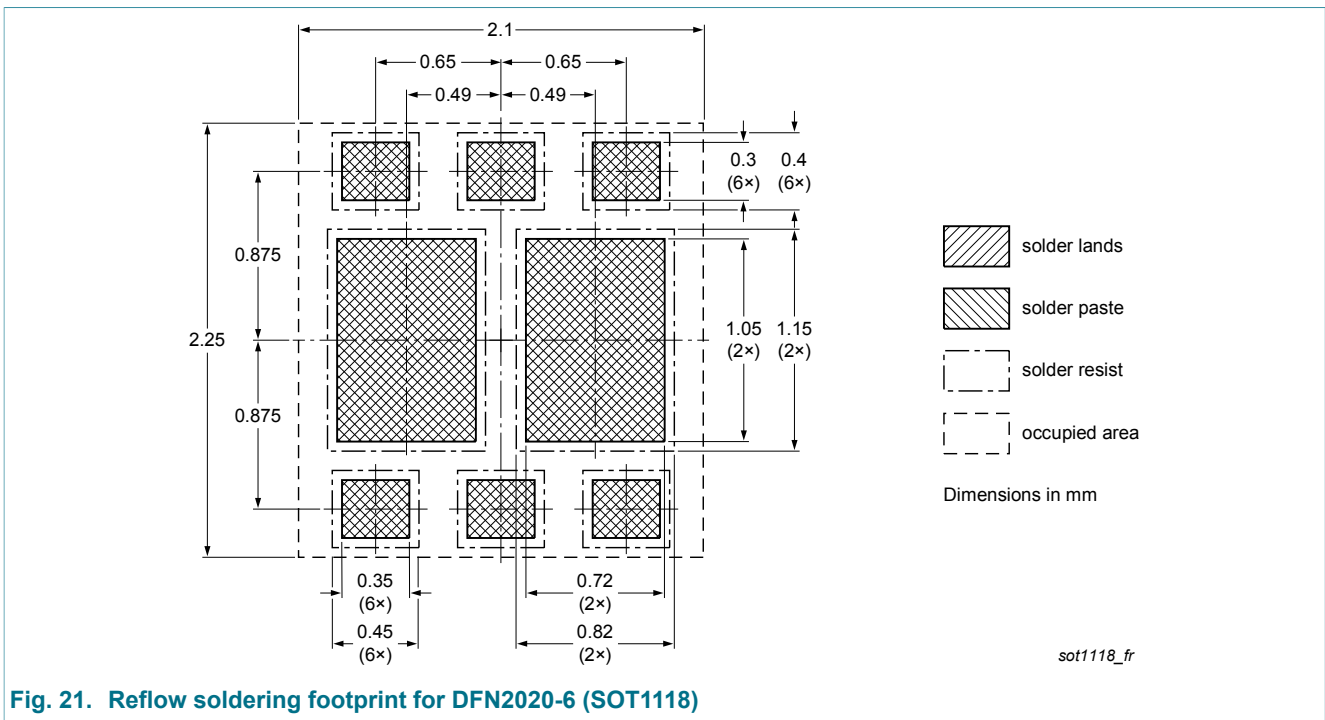 2.1
0.65 0.65
0.49 0.49
0.3 0.4
(6×) (6×)
0.875
2.25
1.05 1.15
(2×) (2×)
0.875
0.35 0.72
(6×) (2×)
0.45 0.82
(6×) (2×)
solder lands
solder paste
solder resist
occupied area
Dimensions in mm
sot1118_fr
Fig. 21. Reflow soldering footprint for DFN2020-6 (SOT1118)